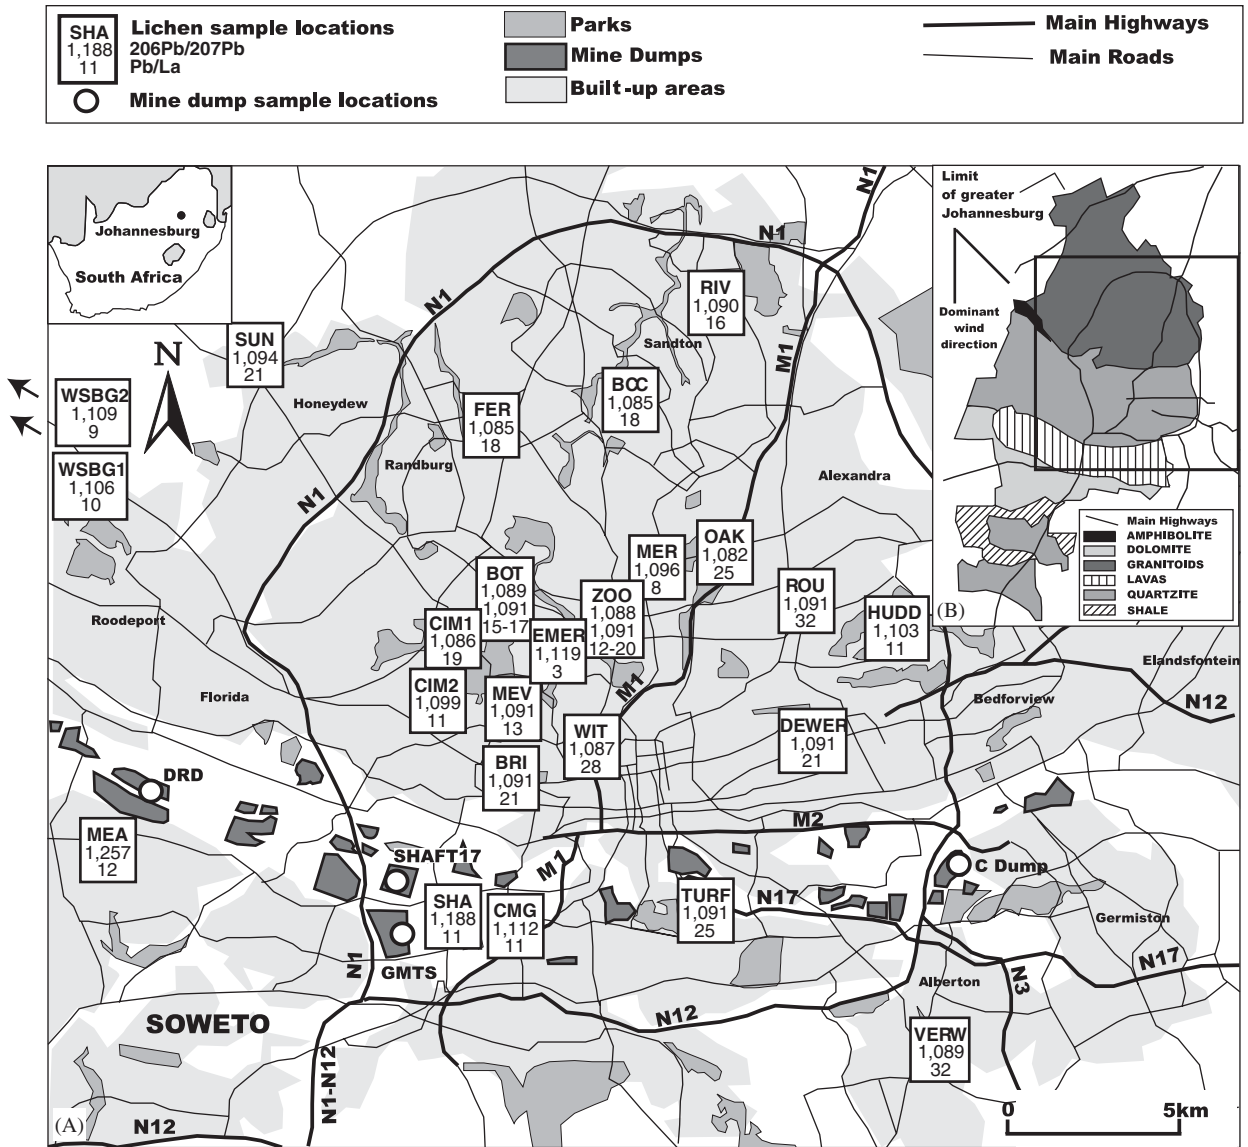 SHA
1,188
11
Lichen sample locations
206Pb/207Pb
Pb/La
Mine dump sample locations
Parks
Mine Dumps
Built-up areas
Main Highways
Main Roads
Johannesburg
South Africa
N
N1
N1
N1
N1
M1
Limit
of greater
Johannesburg
Dominant
wind
direction
Main Highways
AMPHIBOLITE
DOLOMITE
GRANITOIDS
LAVAS
QUARTZITE
SHALE
(B)
RIV
1,090
16
SUN
1,094
21
Sandton
WSBG2
1,109
9
Honeydew
FER
1,085
18
BCC
1,085
18
WSBG1
1,106
10
Randburg
Alexandra
OAK
1,082
25
MER
1,096
8
BOT
1,089
1,091
15-17
ZOO
1,088
1,091
12-20
ROU
1,091
32
HUDD
1,103
11
Roodeport
CIM1
1,086
19
EMER
1,119
3
Elandsfontein
Florida
CIM2
1,099
11
MEV
1,091
13
M1
Bedforview
N12
WIT
1,087
28
DEWER
1,091
21
BRI
1,091
21
DRD
M2
MEA
1,257
12
SHAFT17
M1
C Dump
SHA
1,188
11
CMG
1,112
11
TURF
1,091
25
N17
Germiston
GMTS
N1
N17
Alberton
N3
SOWETO
N12
VERW
1,089
32
N1-N12
(A)
N12
0
5km